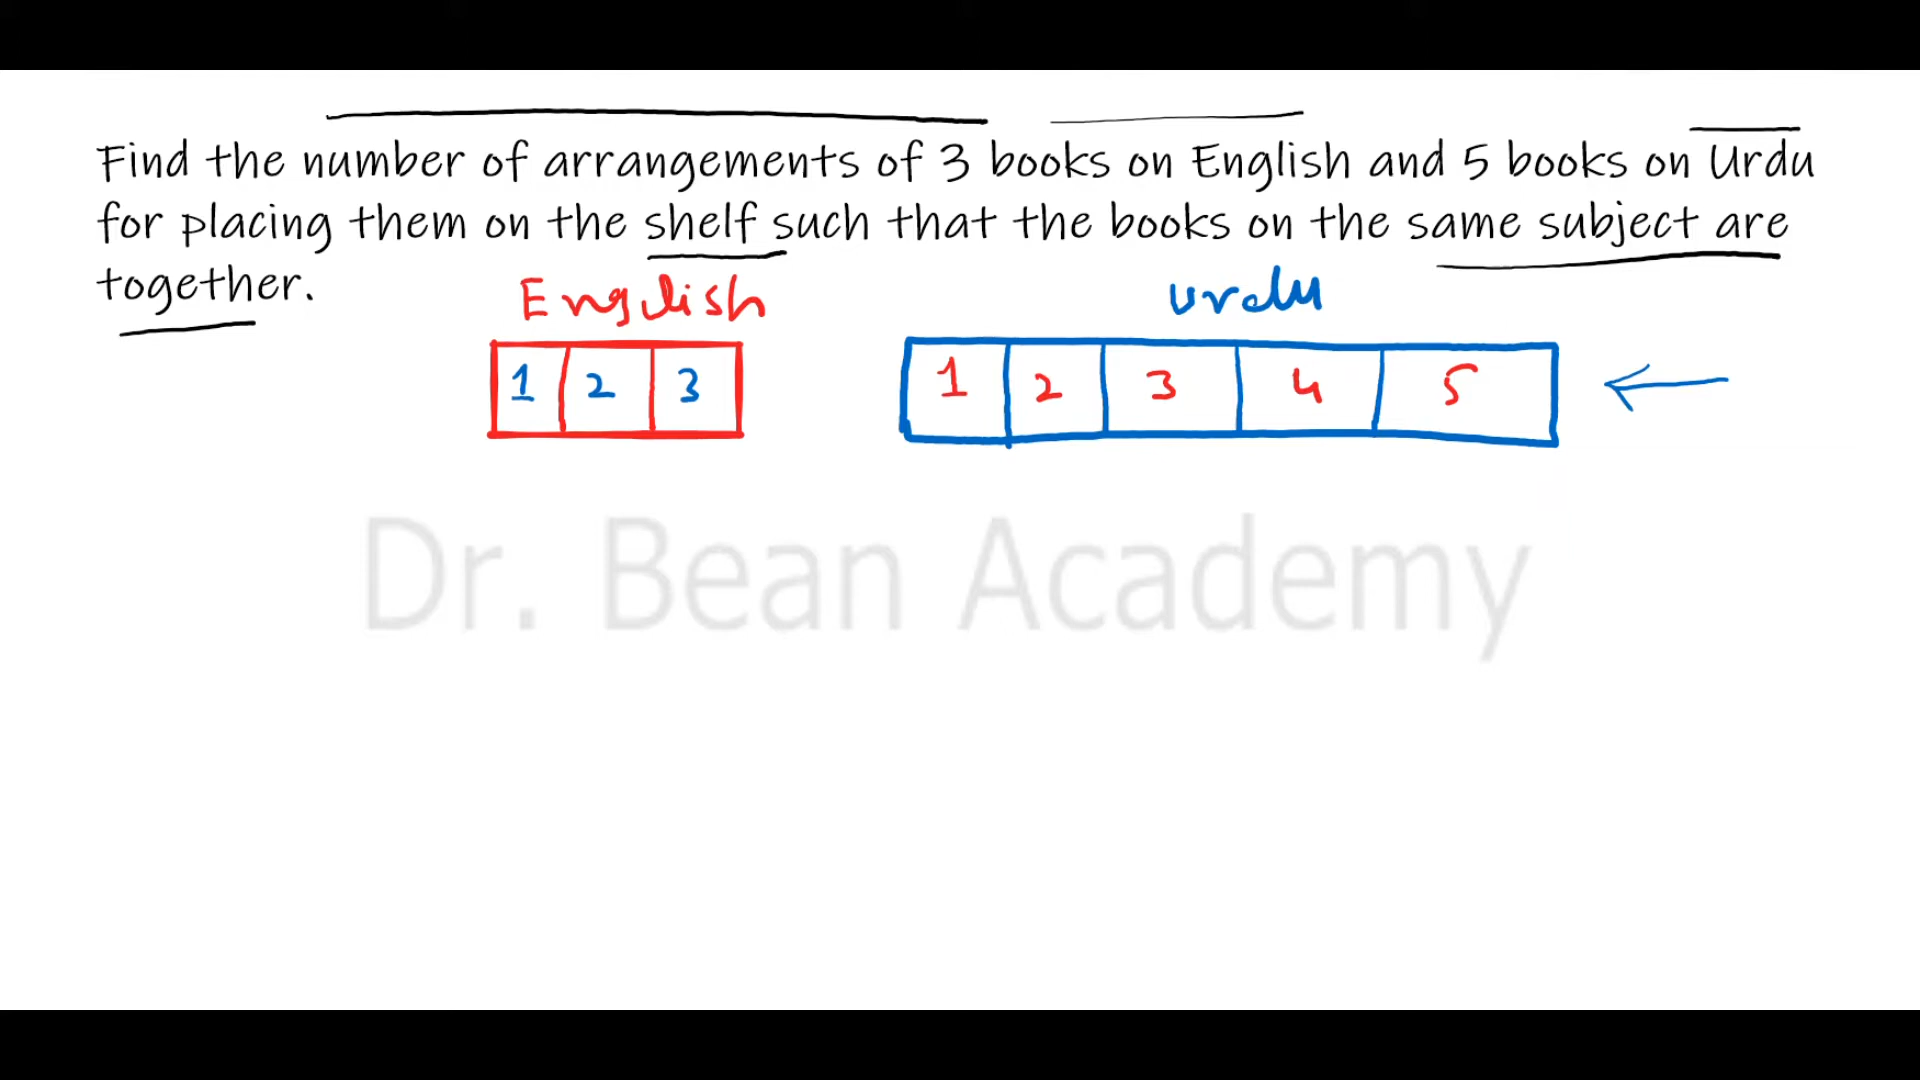 Find the number of arrangements of 3 books on English and 5 books on Urdu
for placing them on the shelf such that the books on the same subject are
together.
English Urdu
1 2 3 1 2 3 4 5
Dr. Bean Academy